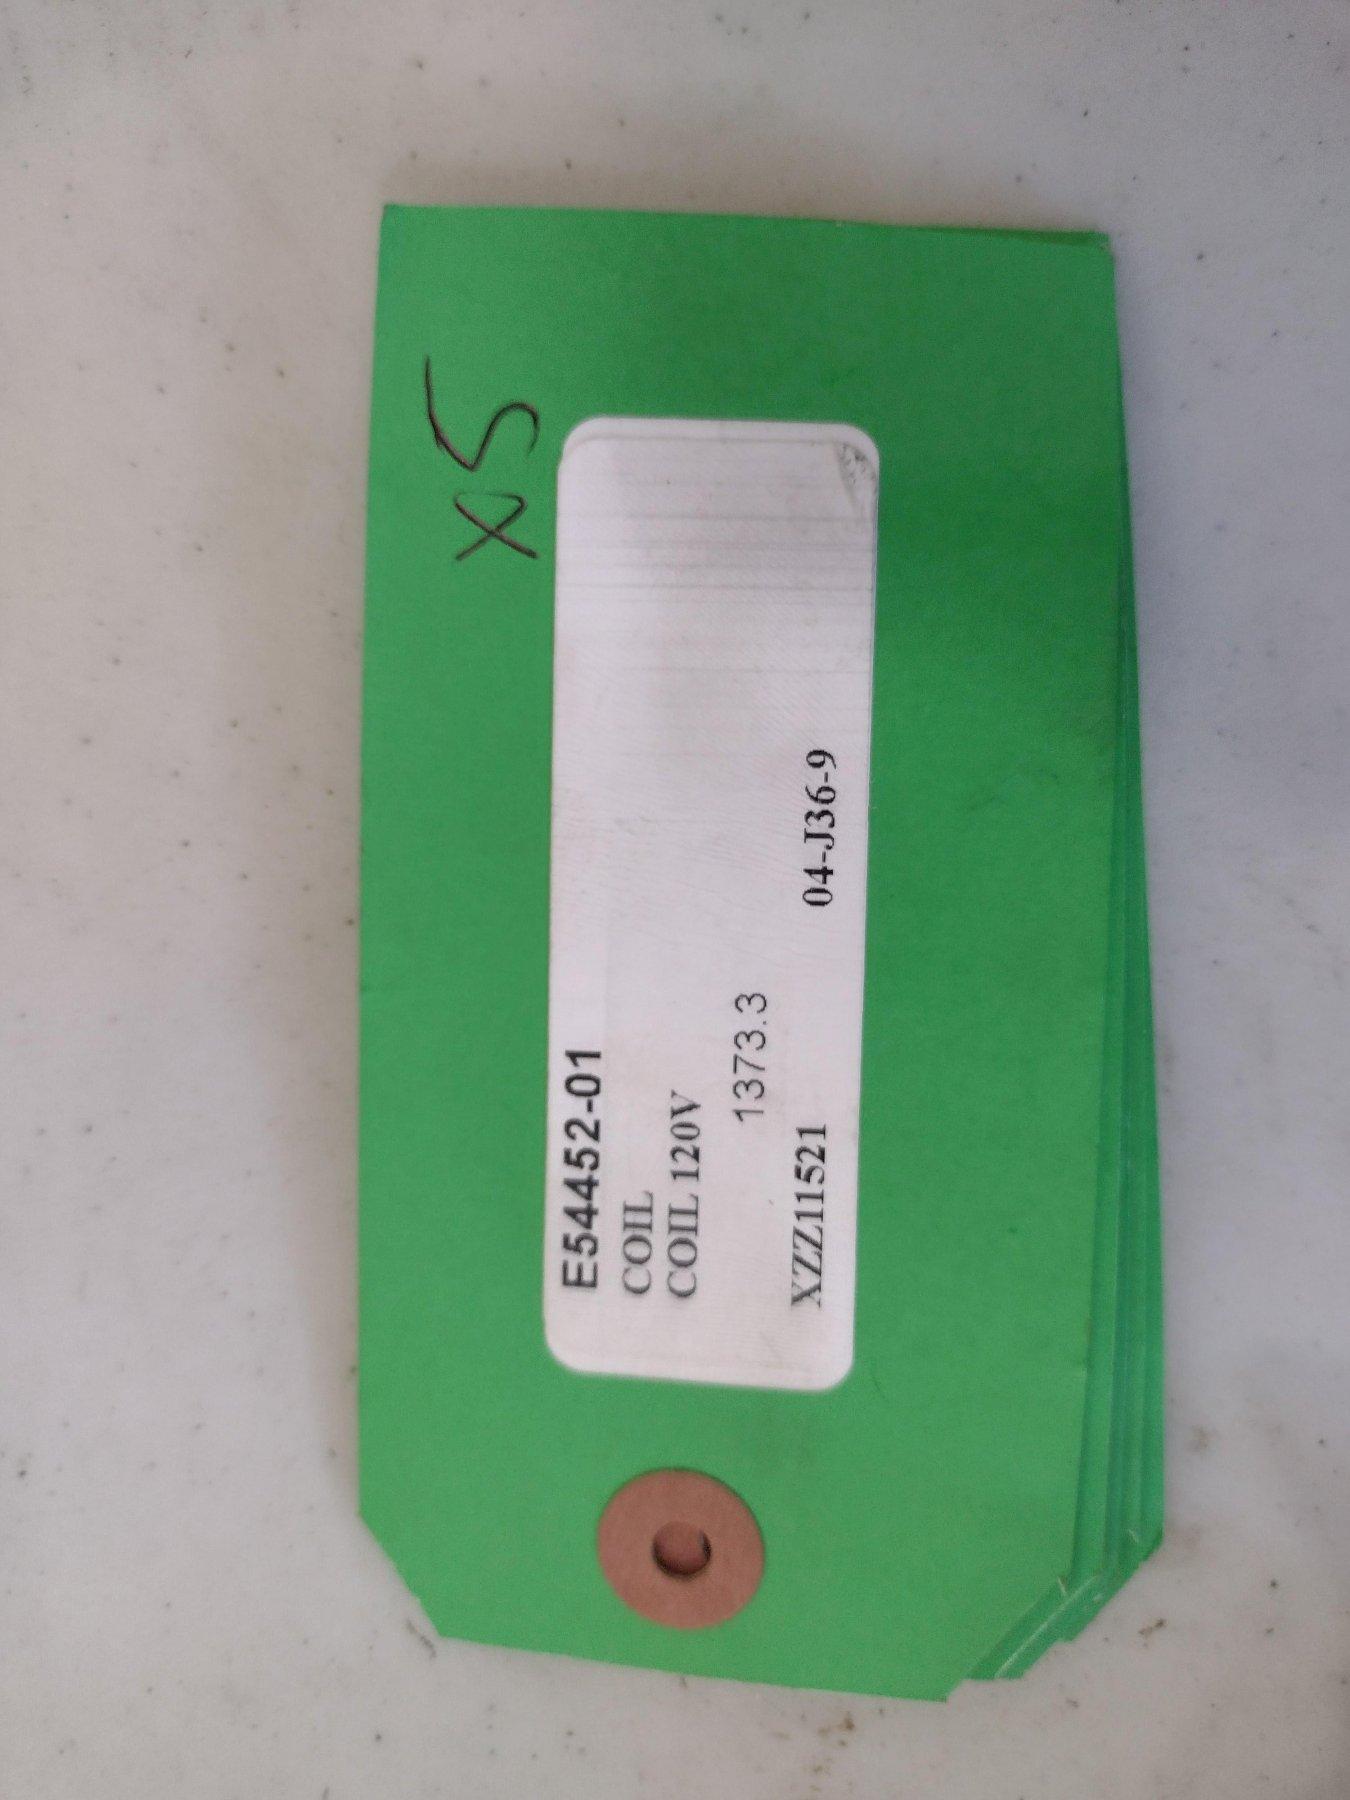 X5
E54452-01
COIL
COIL 120V
1373.3
XZZ11521 04-J36-9